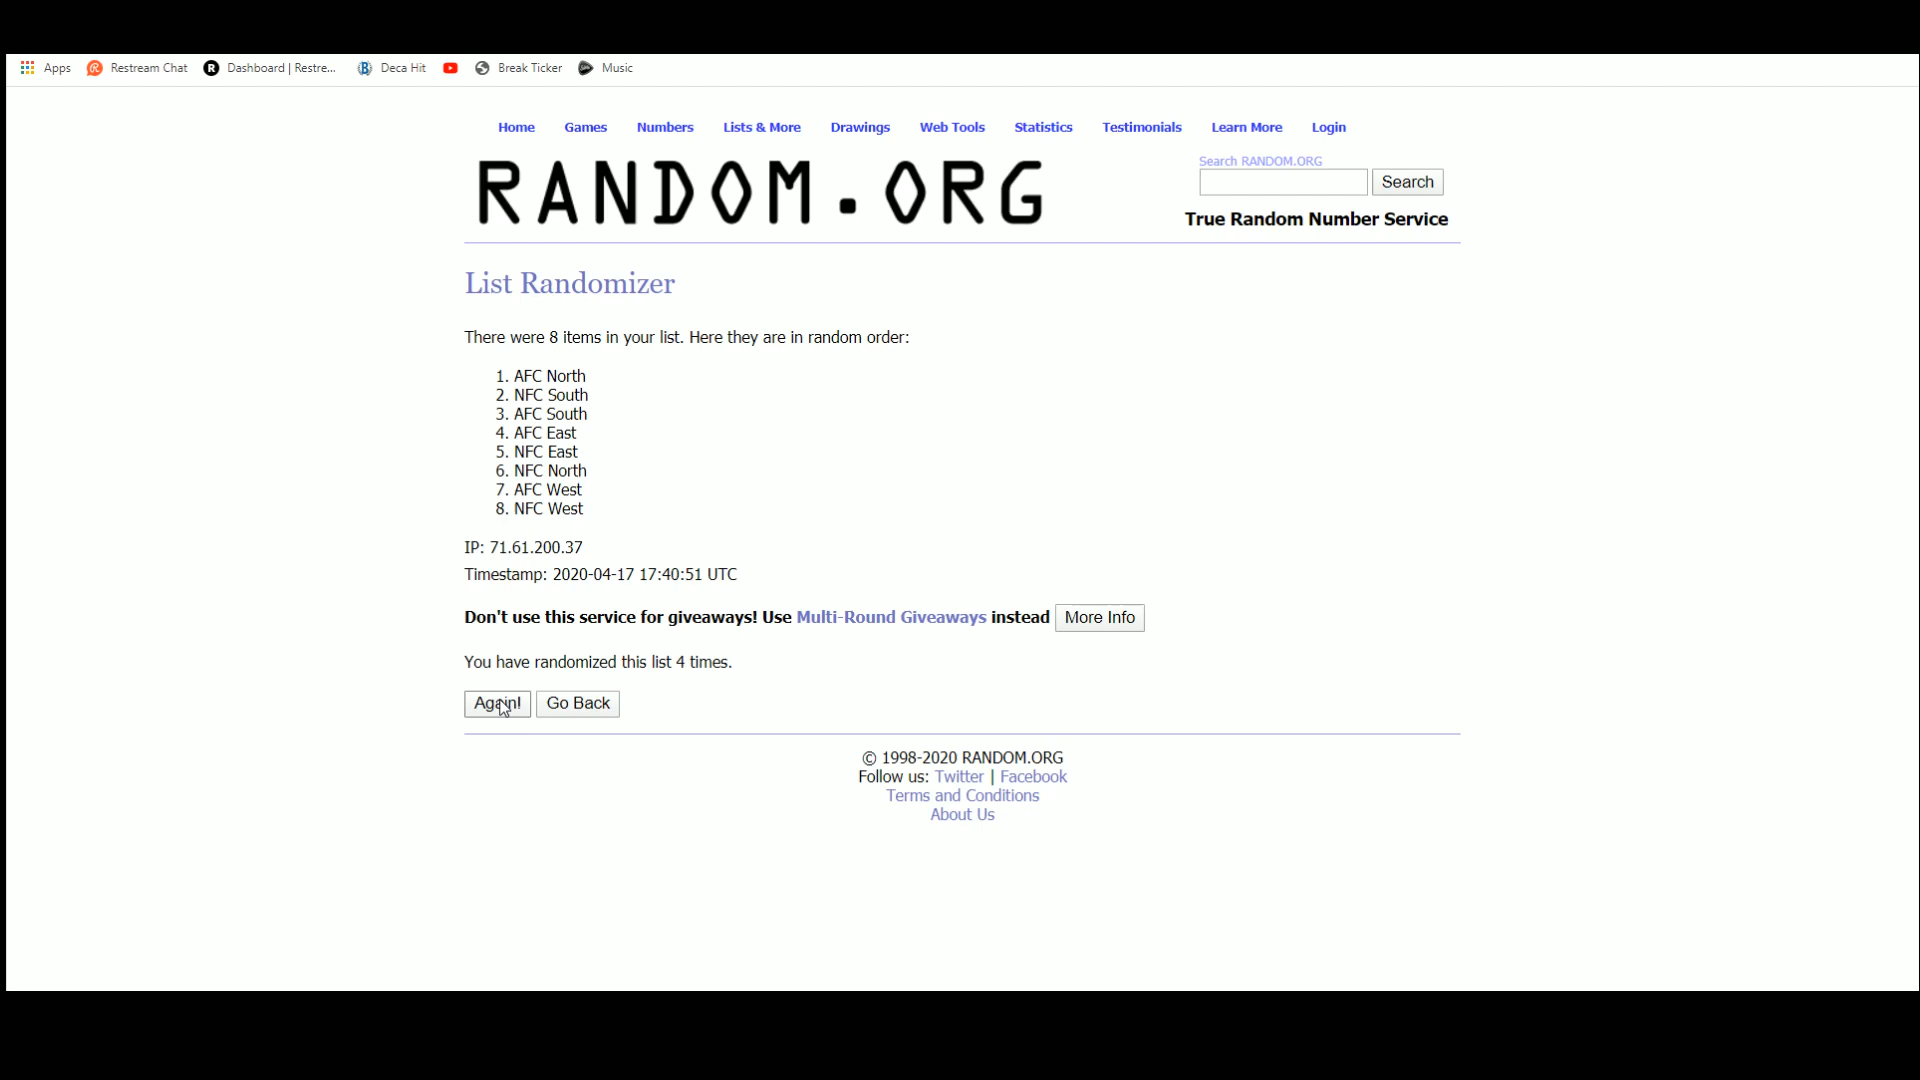 Apps Restream Chat Dashboard | Restre... Deca Hit Break Ticker Music
Home Games Numbers Lists & More Drawings Web Tools Statistics Testimonials Learn More Login
RANDOM.ORG
Search RANDOM.ORG
Search
True Random Number Service
List Randomizer
There were 8 items in your list. Here they are in random order:
1. AFC North
2. NFC South
3. AFC South
4. AFC East
5. NFC East
6. NFC North
7. AFC West
8. NFC West
IP: 71.61.200.37
Timestamp: 2020-04-17 17:40:51 UTC
Don't use this service for giveaways! Use Multi-Round Giveaways instead More Info
You have randomized this list 4 times.
Again! Go Back
© 1998-2020 RANDOM.ORG
Follow us: Twitter | Facebook
Terms and Conditions
About Us